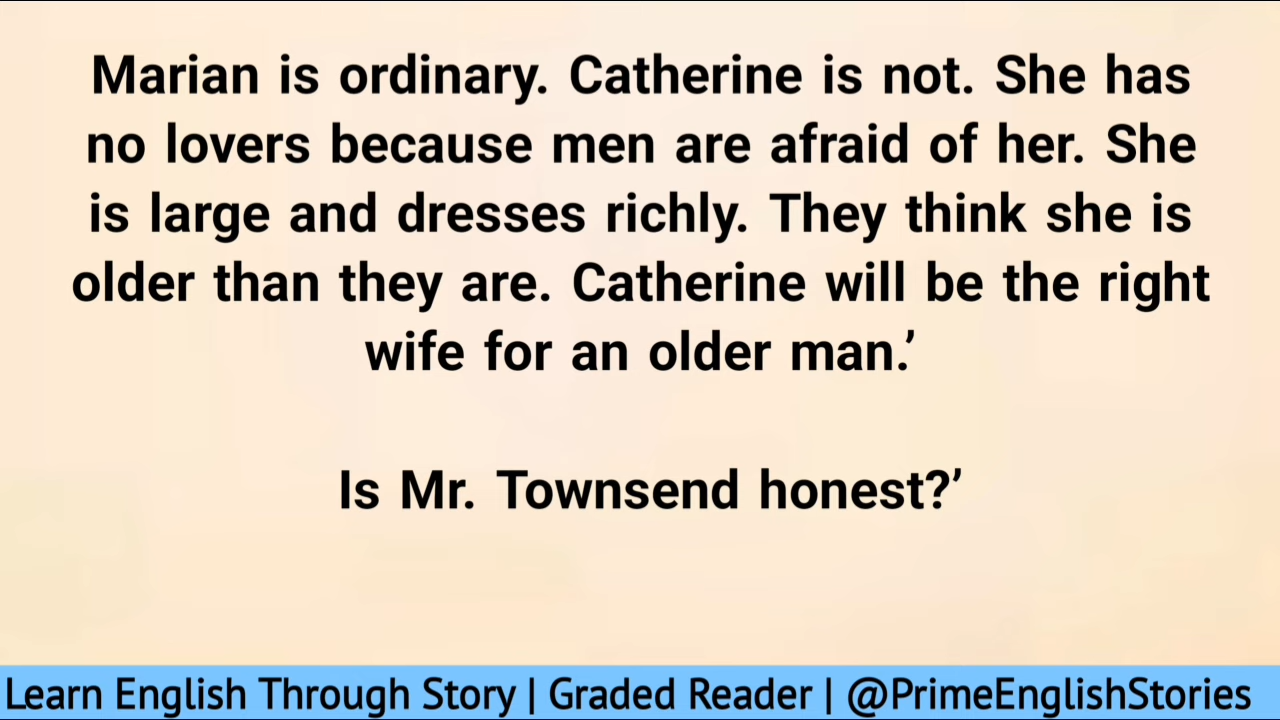 Marian is ordinary. Catherine is not. She has
no lovers because men are afraid of her. She
is large and dresses richly. They think she is
older than they are. Catherine will be the right
wife for an older man.’
Is Mr. Townsend honest?’
Learn English Through Story | Graded Reader | @PrimeEnglishStories